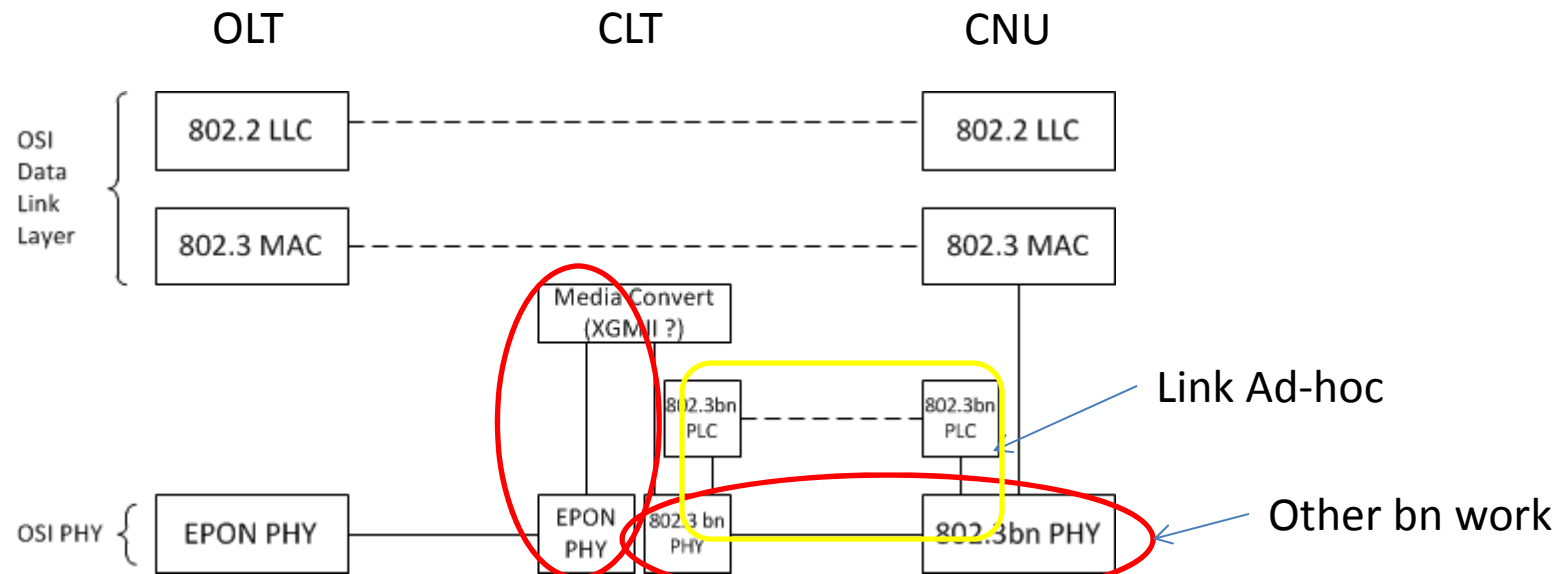 OLT
CLT
CNU
OSI
Data
Link
Layer
802.2 LLC
802.2 LLC
802.3 MAC
802.3 MAC
Media Convert
(XGMII ?)
802.3bn
PLC
802.3bn
PLC
Link Ad-hoc
OSI PHY
EPON PHY
EPON
PHY
802.3 bn
PHY
802.3bn PHY
Other bn work